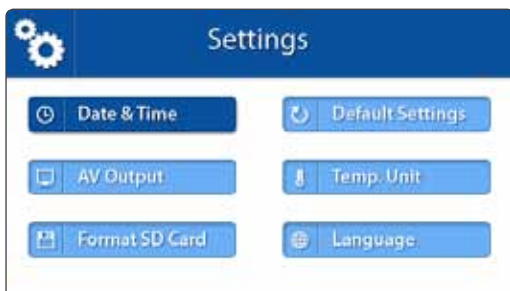 Settings
Date & Time
Default Settings
AV Output
Temp. Unit
Format SD Card
Language